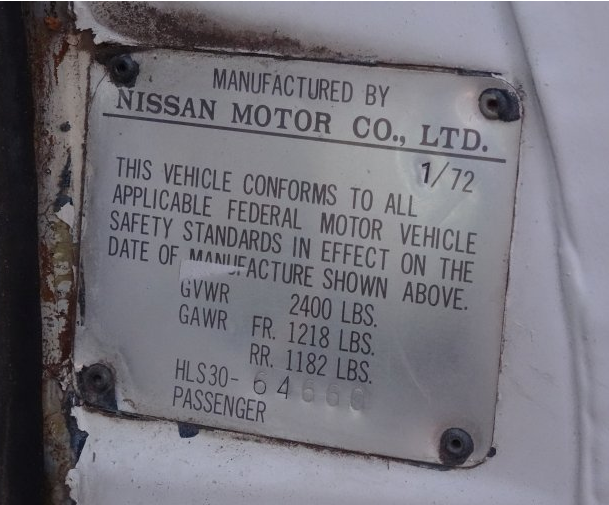 MANUFACTURED BY
NISSAN MOTOR CO., LTD.
1/72
THIS VEHICLE CONFORMS TO ALL
APPLICABLE FEDERAL MOTOR VEHICLE
SAFETY STANDARDS IN EFFECT ON THE
DATE OF MANUFACTURE SHOWN ABOVE.
GVWR 2400 LBS.
GAWR FR. 1218 LBS.
RR. 1182 LBS.
HLS30-
PASSENGER